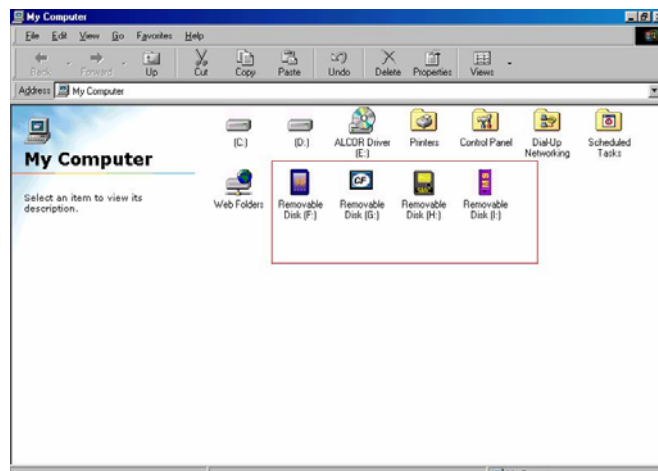 My Computer
File Edit View Go Favorites Help
Back Forward Up Cut Copy Paste Undo Delete Properties Views
Address My Computer
My Computer
Select an item to view its
description.
(C:) (D:) ALCOR Driver
(E:) Printers Control Panel Dial-Up
Networking Scheduled
Tasks
Web Folders Removable
Disk (F:) Removable
Disk (G:) Removable
Disk (H:) Removable
Disk (I:)
CF
MS